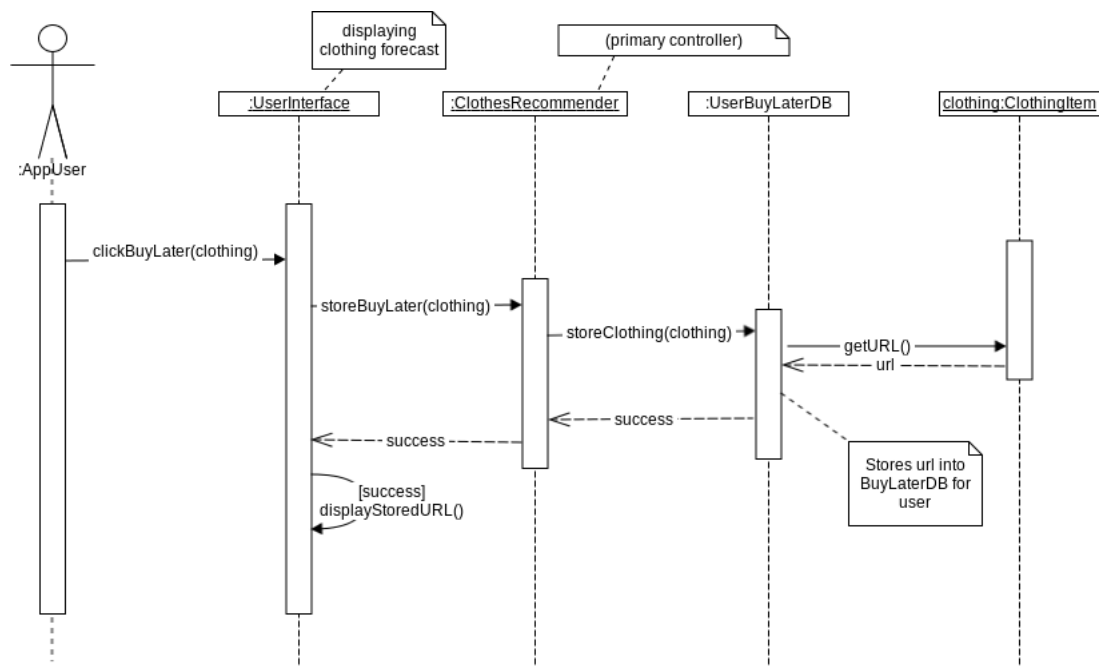 displaying
clothing forecast
(primary controller)
:UserInterface
:ClothesRecommender
:UserBuyLaterDB
clothing:ClothingItem
:AppUser
clickBuyLater(clothing)
storeBuyLater(clothing)
storeClothing(clothing)
getURL()
url
success
success
Stores url into
BuyLaterDB for
user
[success]
displayStoredURL()